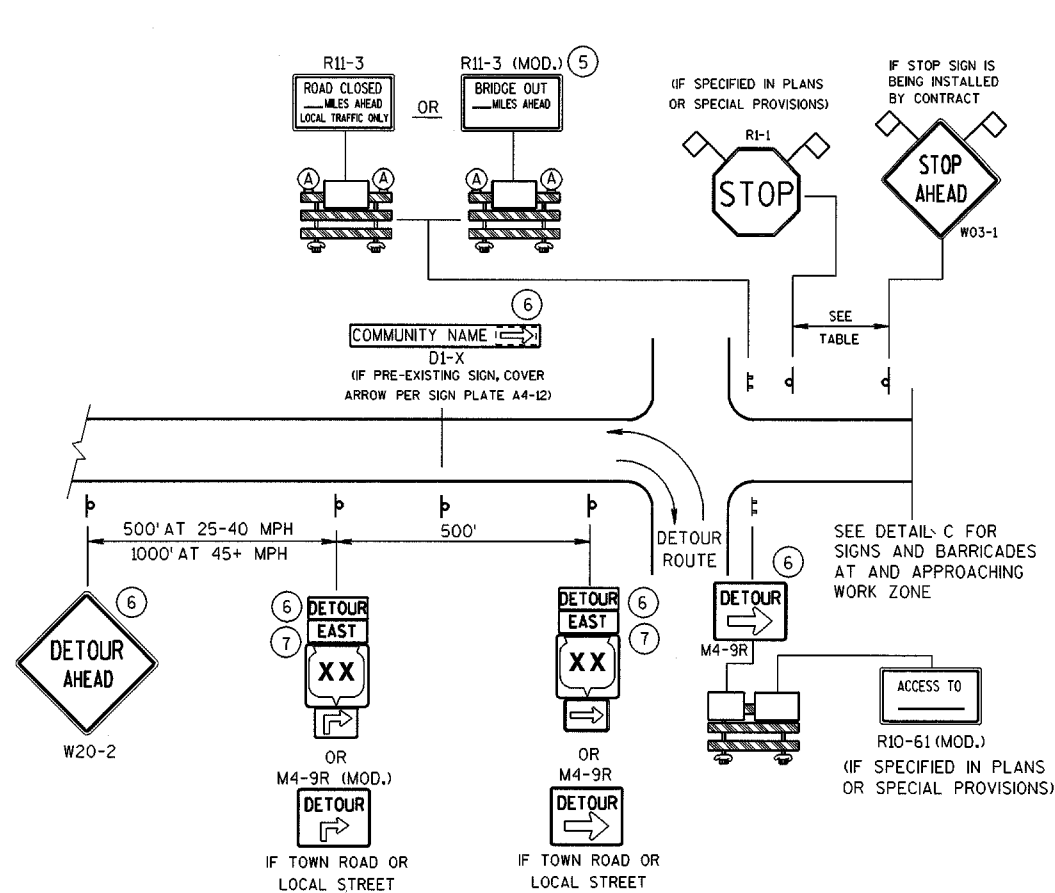 R11-3
ROAD CLOSED
___MILES AHEAD
LOCAL TRAFFIC ONLY
OR
R11-3 (MOD.)
5
BRIDGE OUT
___MILES AHEAD
A
A
A
A
(IF SPECIFIED IN PLANS
OR SPECIAL PROVISIONS)
R1-1
STOP
IF STOP SIGN IS
BEING INSTALLED
BY CONTRACT
STOP
AHEAD
W03-1
SEE
TABLE
6
COMMUNITY NAME
D1-X
(IF PRE-EXISTING SIGN, COVER
ARROW PER SIGN PLATE A4-12)
500' AT 25-40 MPH
1000' AT 45+ MPH
500'
DETOUR
ROUTE
SEE DETAIL C FOR
SIGNS AND BARRICADES
AT AND APPROACHING
WORK ZONE
6
DETOUR
AHEAD
W20-2
6
7
DETOUR
EAST
XX
OR
M4-9R (MOD.)
DETOUR
IF TOWN ROAD OR
LOCAL STREET
DETOUR
EAST
XX
6
7
OR
M4-9R
DETOUR
IF TOWN ROAD OR
LOCAL STREET
6
DETOUR
M4-9R
ACCESS TO
________
R10-61 (MOD.)
(IF SPECIFIED IN PLANS
OR SPECIAL PROVISIONS)